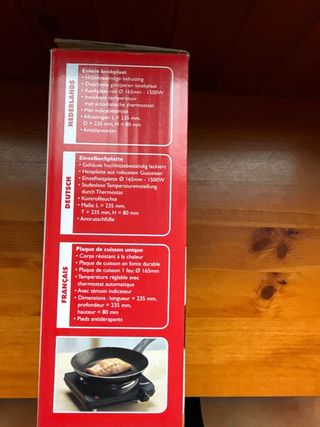 NEDERLANDS
Enkele kookplaat
• Hittebestendige behuizing
• Duurzame gietijzeren kookplaat
• Kookplaat van Ø 165mm - 1500W
• Instelbare temperatuur
met automatische thermostaat
• Met indicatielampje
• Afmetingen: L = 235 mm,
D = 235 mm, H = 80 mm
• Antislipvoetjes
DEUTSCH
Einzelkochplatte
• Gehäuse hochhitzebeständig lackiert
• Heizplatte aus robustem Gusseisen
• Einzelheizplatte Ø 165mm - 1500W
• Stufenlose Temperatureinstellung
durch Thermostat
• Kontrolleuchte
• Maße: L = 235 mm,
T = 235 mm, H = 80 mm
• Antirutschfüße
FRANÇAIS
Plaque de cuisson unique
• Corps résistant à la chaleur
• Plaque de cuisson en fonte durable
• Plaque de cuisson 1 feu Ø 165mm
• Température réglable avec
thermostat automatique
• Avec témoin indicateur
• Dimensions : longueur = 235 mm,
profondeur = 235 mm,
hauteur = 80 mm
• Pieds antidérapants